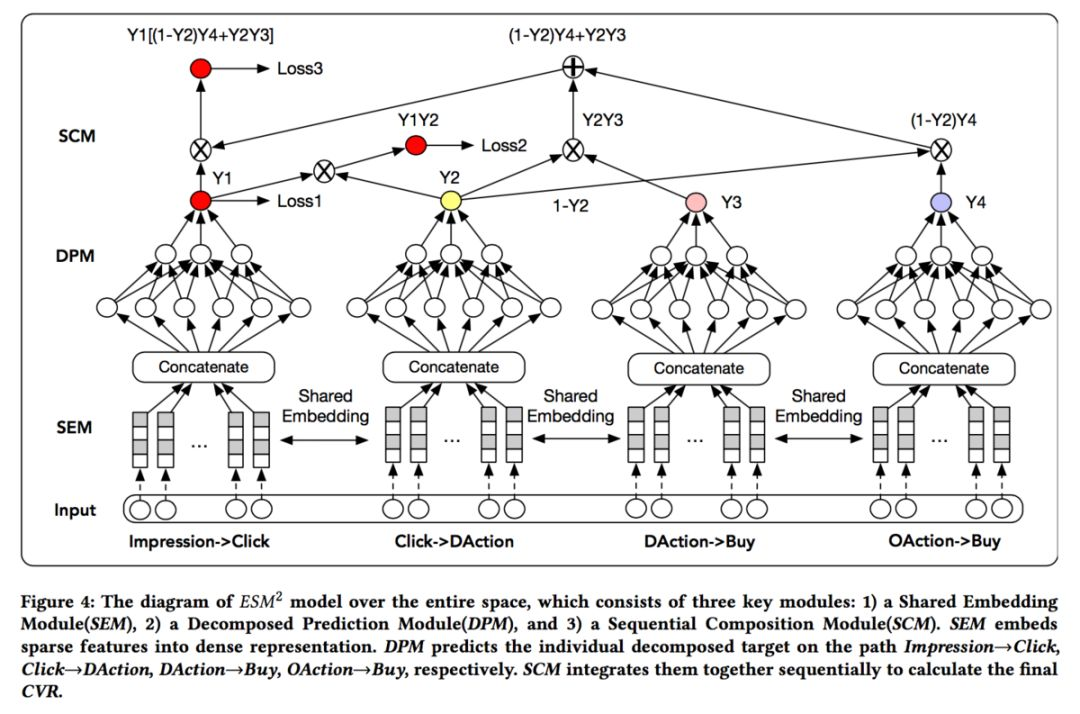 Y1[(1-Y2)Y4+Y2Y3]
(1-Y2)Y4+Y2Y3
Loss3
SCM
Y1Y2
Y2Y3
(1-Y2)Y4
Loss2
Y1
Y2
Loss1
1-Y2
Y3
Y4
DPM
Concatenate
Concatenate
Concatenate
Concatenate
Shared
Embedding
Shared
Embedding
Shared
Embedding
SEM
...
...
...
...
Input
Impression->Click
Click->DAction
DAction->Buy
OAction->Buy
Figure 4: The diagram of ESM² model over the entire space, which consists of three key modules: 1) a Shared Embedding
Module(SEM), 2) a Decomposed Prediction Module(DPM), and 3) a Sequential Composition Module(SCM). SEM embeds
sparse features into dense representation. DPM predicts the individual decomposed target on the path Impression→Click,
Click→DAction, DAction→Buy, OAction→Buy, respectively. SCM integrates them together sequentially to calculate the final
CVR.